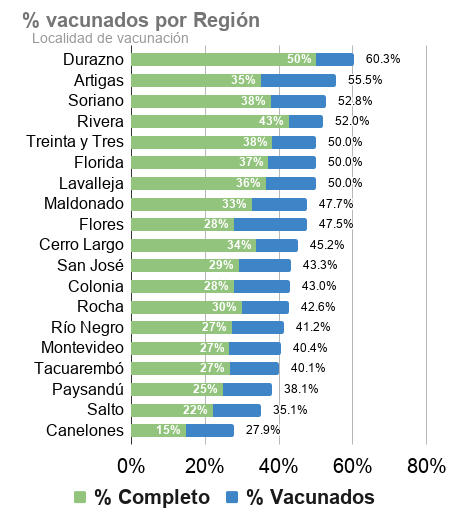 % vacunados por Región
Localidad de vacunación
Durazno 50% 60.3%
Artigas 35% 55.5%
Soriano 38% 52.8%
Rivera 43% 52.0%
Treinta y Tres 38% 50.0%
Florida 37% 50.0%
Lavalleja 36% 50.0%
Maldonado 33% 47.7%
Flores 28% 47.5%
Cerro Largo 34% 45.2%
San José 29% 43.3%
Colonia 28% 43.0%
Rocha 30% 42.6%
Río Negro 27% 41.2%
Montevideo 27% 40.4%
Tacuarembó 27% 40.1%
Paysandú 25% 38.1%
Salto 22% 35.1%
Canelones 15% 27.9%
0% 20% 40% 60% 80%
% Completo % Vacunados